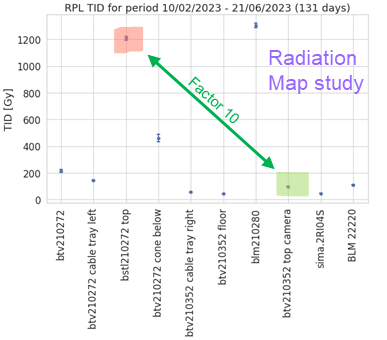 RPL TID for period 10/02/2023 - 21/06/2023 (131 days)
Radiation
Map study
Factor 10
TID [Gy]
1200
1000
800
600
400
200
0
btv210272
btv210272 cable tray left
bstl210272 top
btv210272 cone below
btv210352 cable tray right
btv210352 floor
blm210280
btv210352 top camera
sima.2RI04S
BLM 22220